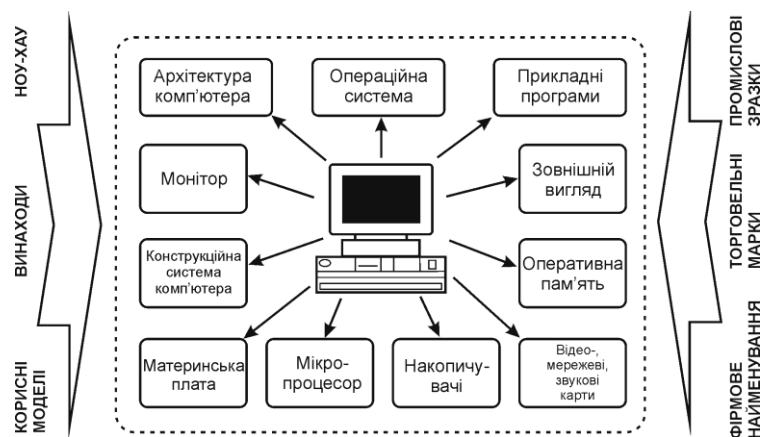 НОУ-ХАУ
ВИНАХОДИ
КОРИСНІ
МОДЕЛІ
Архітектура
комп'ютера
Операційна
система
Прикладні
програми
Монітор
Зовнішній
вигляд
Конструкційна
система
комп'ютера
Оперативна
пам'ять
Материнська
плата
Мікро-
процесор
Накопичу-
вачі
Відео-,
мережеві,
звукові
карти
ПРОМИСЛОВІ
ЗРАЗКИ
ТОРГОВЕЛЬНІ
МАРКИ
ФІРМОВЕ
НАЙМЕНУВАННЯ